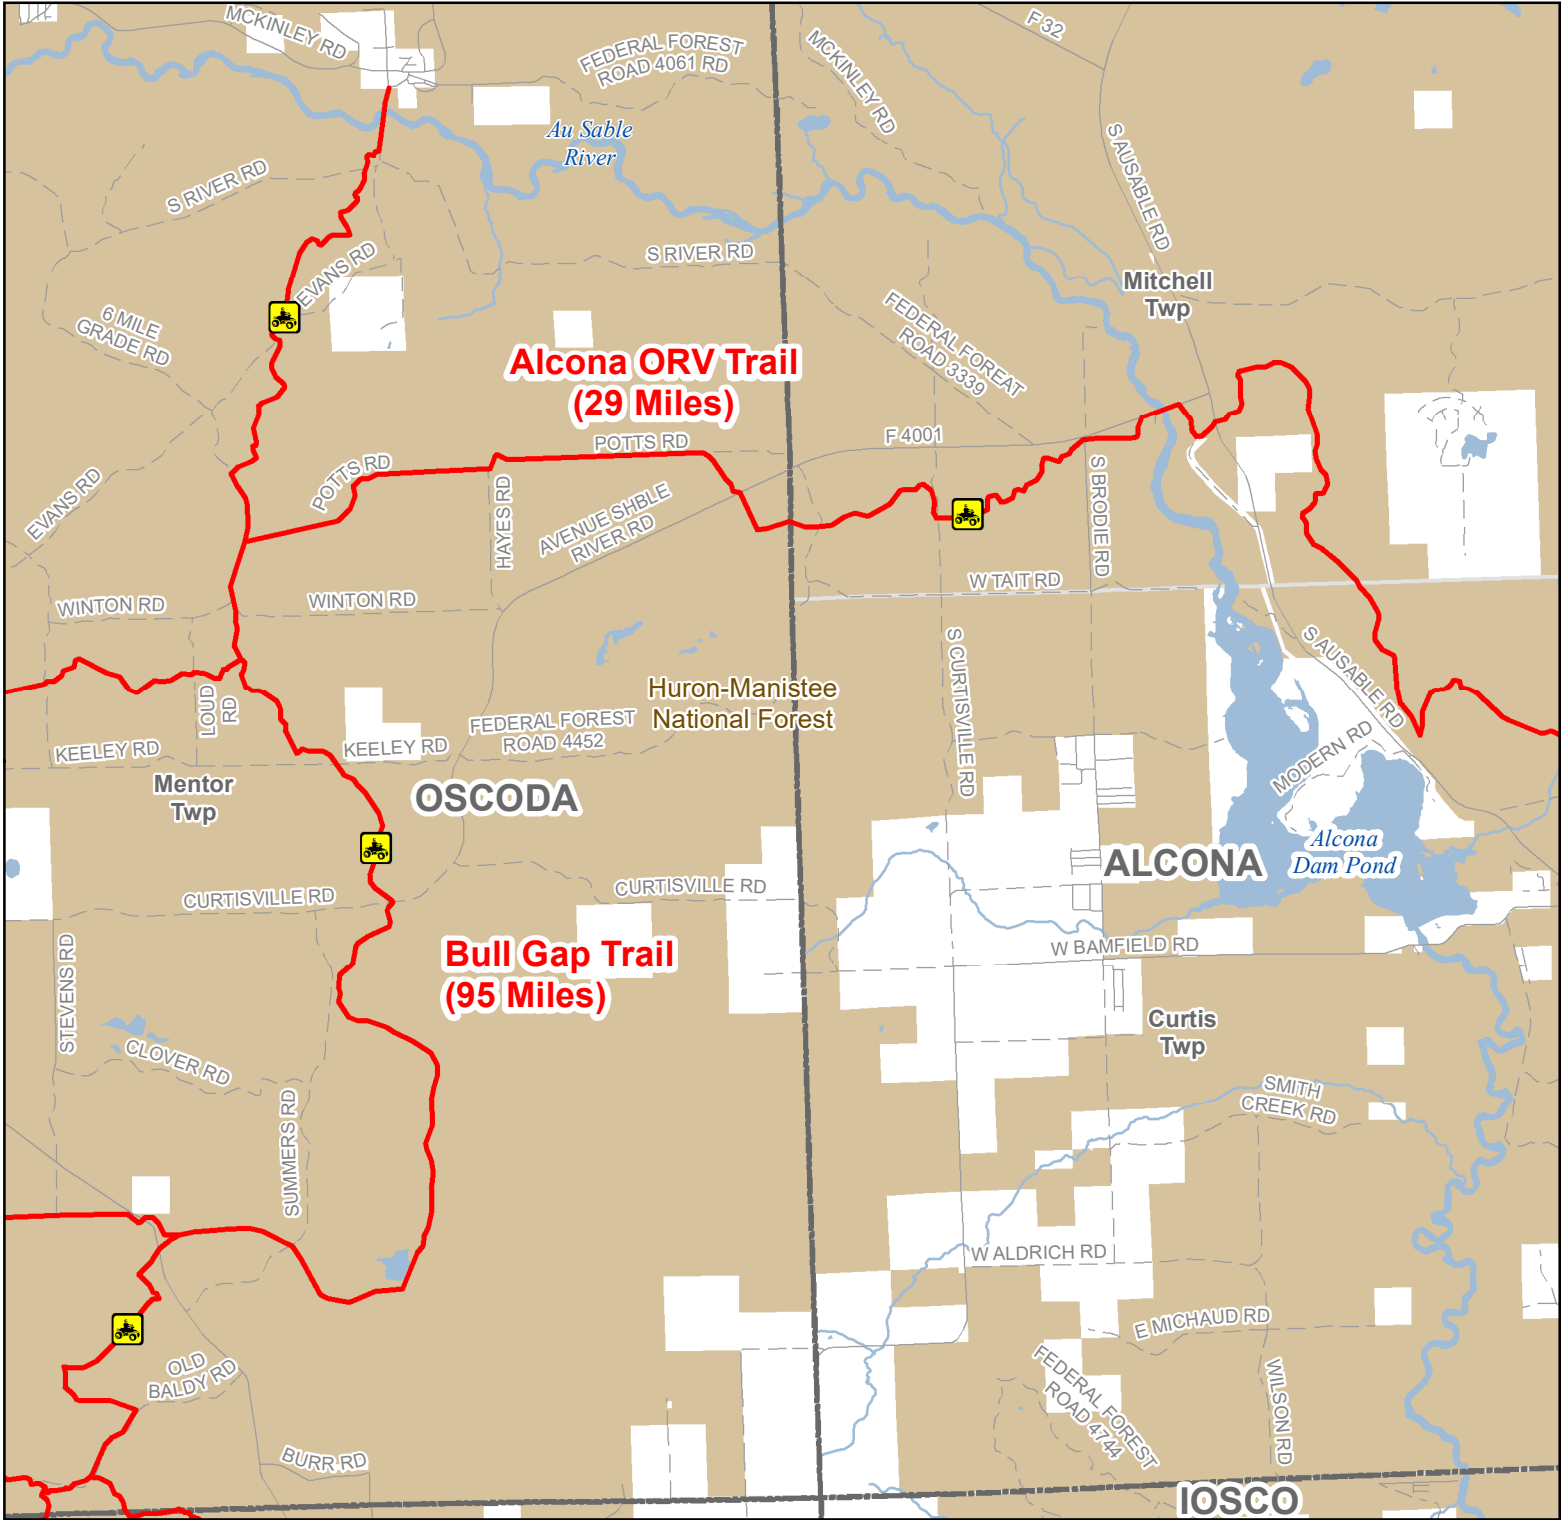 MCKINLEY RD
FEDERAL FOREST
ROAD 4061 RD
MCKINLEY RD
F 32
Au Sable
River
S AUSABLE RD
S RIVER RD
S RIVER RD
EVANS RD
Mitchell
Twp
6 MILE
GRADE RD
FEDERAL FOREAT
ROAD 3339
Alcona ORV Trail
(29 Miles)
POTTS RD
F 4001
POTTS RD
EVANS RD
HAYES RD
AVENUE SHBLE
RIVER RD
S BRODIE RD
W TAIT RD
WINTON RD
WINTON RD
S CURTISVILLE RD
S AUSABLE RD
LOUD
RD
Huron-Manistee
National Forest
FEDERAL FOREST
ROAD 4452
KEELEY RD
KEELEY RD
MODERN RD
Mentor
Twp
OSCODA
ALCONA
Alcona
Dam Pond
CURTISVILLE RD
CURTISVILLE RD
Bull Gap Trail
(95 Miles)
W BAMFIELD RD
STEVENS RD
Curtis
Twp
CLOVER RD
SMITH
CREEK RD
SUMMERS RD
W ALDRICH RD
E MICHAUD RD
OLD
BALDY RD
FEDERAL FOREST
ROAD 4744
WILSON RD
BURR RD
IOSCO